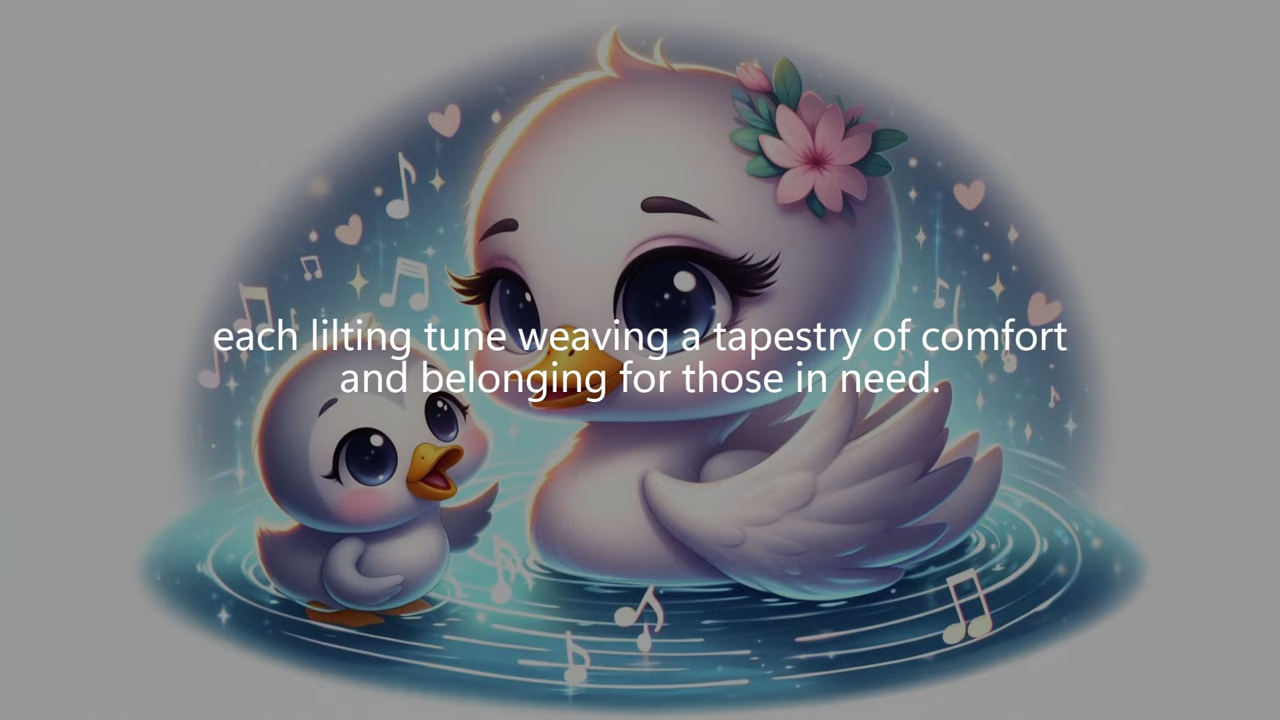 each lilting tune weaving a tapestry of comfort
and belonging for those in need.